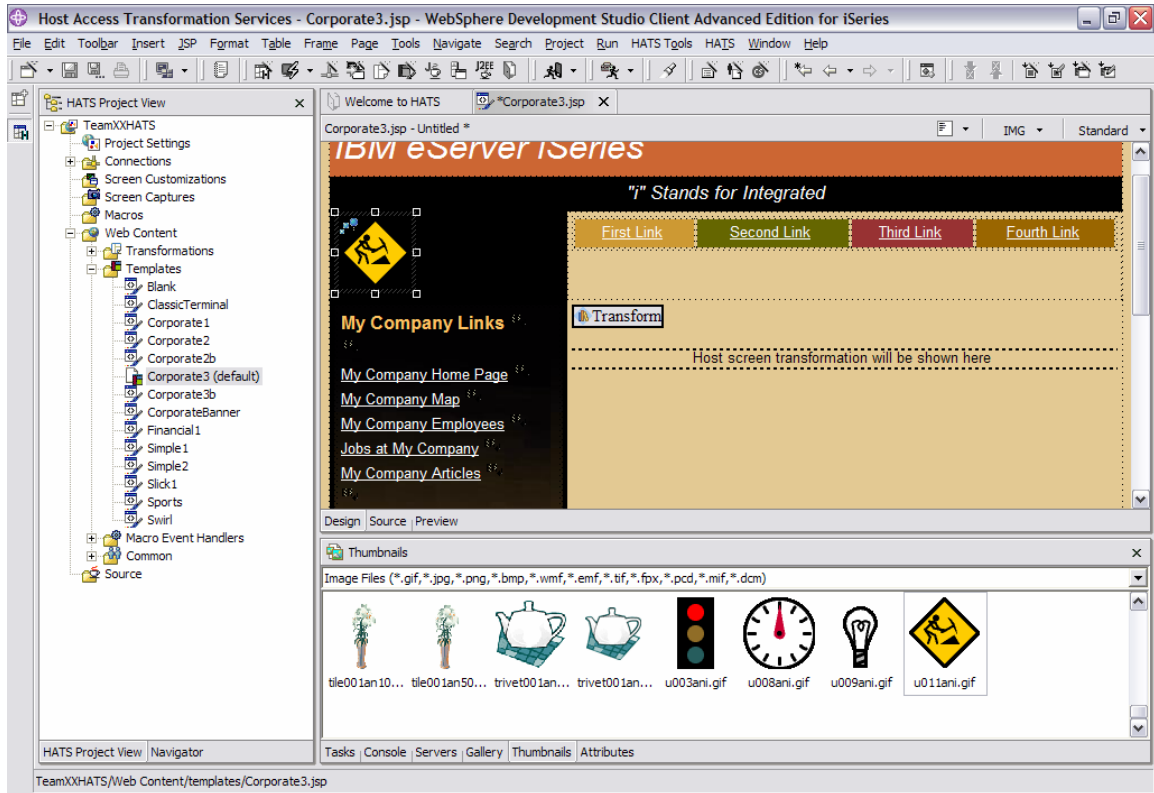 Host Access Transformation Services - Corporate3.jsp - WebSphere Development Studio Client Advanced Edition for iSeries
File Edit Toolbar Insert JSP Format Table Frame Page Tools Navigate Search Project Run HATS Tools HATS Window Help
HATS Project View
TeamXXHATS
Project Settings
Connections
Screen Customizations
Screen Captures
Macros
Web Content
Transformations
Templates
Blank
ClassicTerminal
Corporate1
Corporate2
Corporate2b
Corporate3 (default)
Corporate3b
CorporateBanner
Financial1
Simple1
Simple2
Slick1
Sports
Swirl
Macro Event Handlers
Common
Source
HATS Project View Navigator
Welcome to HATS *Corporate3.jsp
Corporate3.jsp - Untitled * IMG Standard
IBM eServer iSeries
"i" Stands for Integrated
First Link Second Link Third Link Fourth Link
Transform
Host screen transformation will be shown here
My Company Links
My Company Home Page
My Company Map
My Company Employees
Jobs at My Company
My Company Articles
Design Source Preview
Thumbnails
Image Files (*.gif,*.jpg,*.png,*.bmp,*.wmf,*.emf,*.tif,*.fpx,*.pcd,*.mif,*.dcm)
tile001an10... tile001an50... trivet001an... trivet001an... u003ani.gif u008ani.gif u009ani.gif u011ani.gif
Tasks Console Servers Gallery Thumbnails Attributes
TeamXXHATS/Web Content/templates/Corporate3.jsp